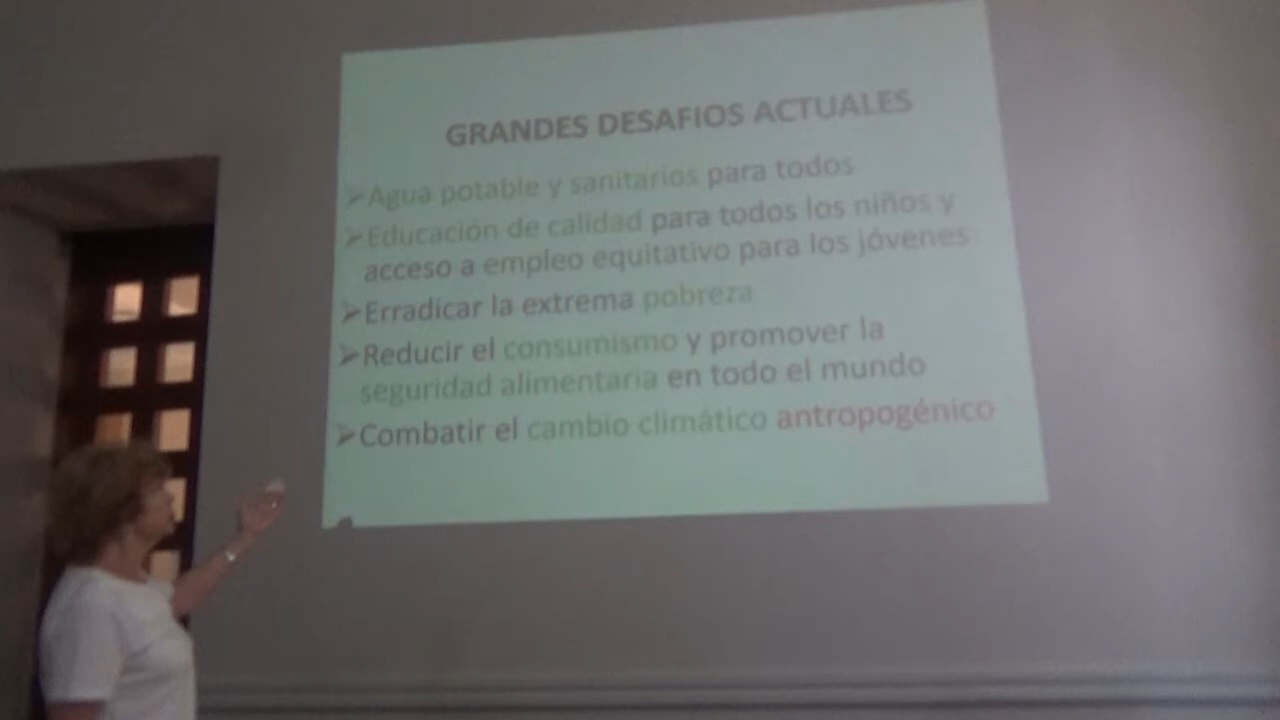 GRANDES DESAFIOS ACTUALES
➢Agua potable y sanitarios para todos
➢Educación de calidad para todos los niños y
acceso a empleo equitativo para los jóvenes
➢Erradicar la extrema pobreza
➢Reducir el consumismo y promover la
seguridad alimentaria en todo el mundo
➢Combatir el cambio climático antropogénico